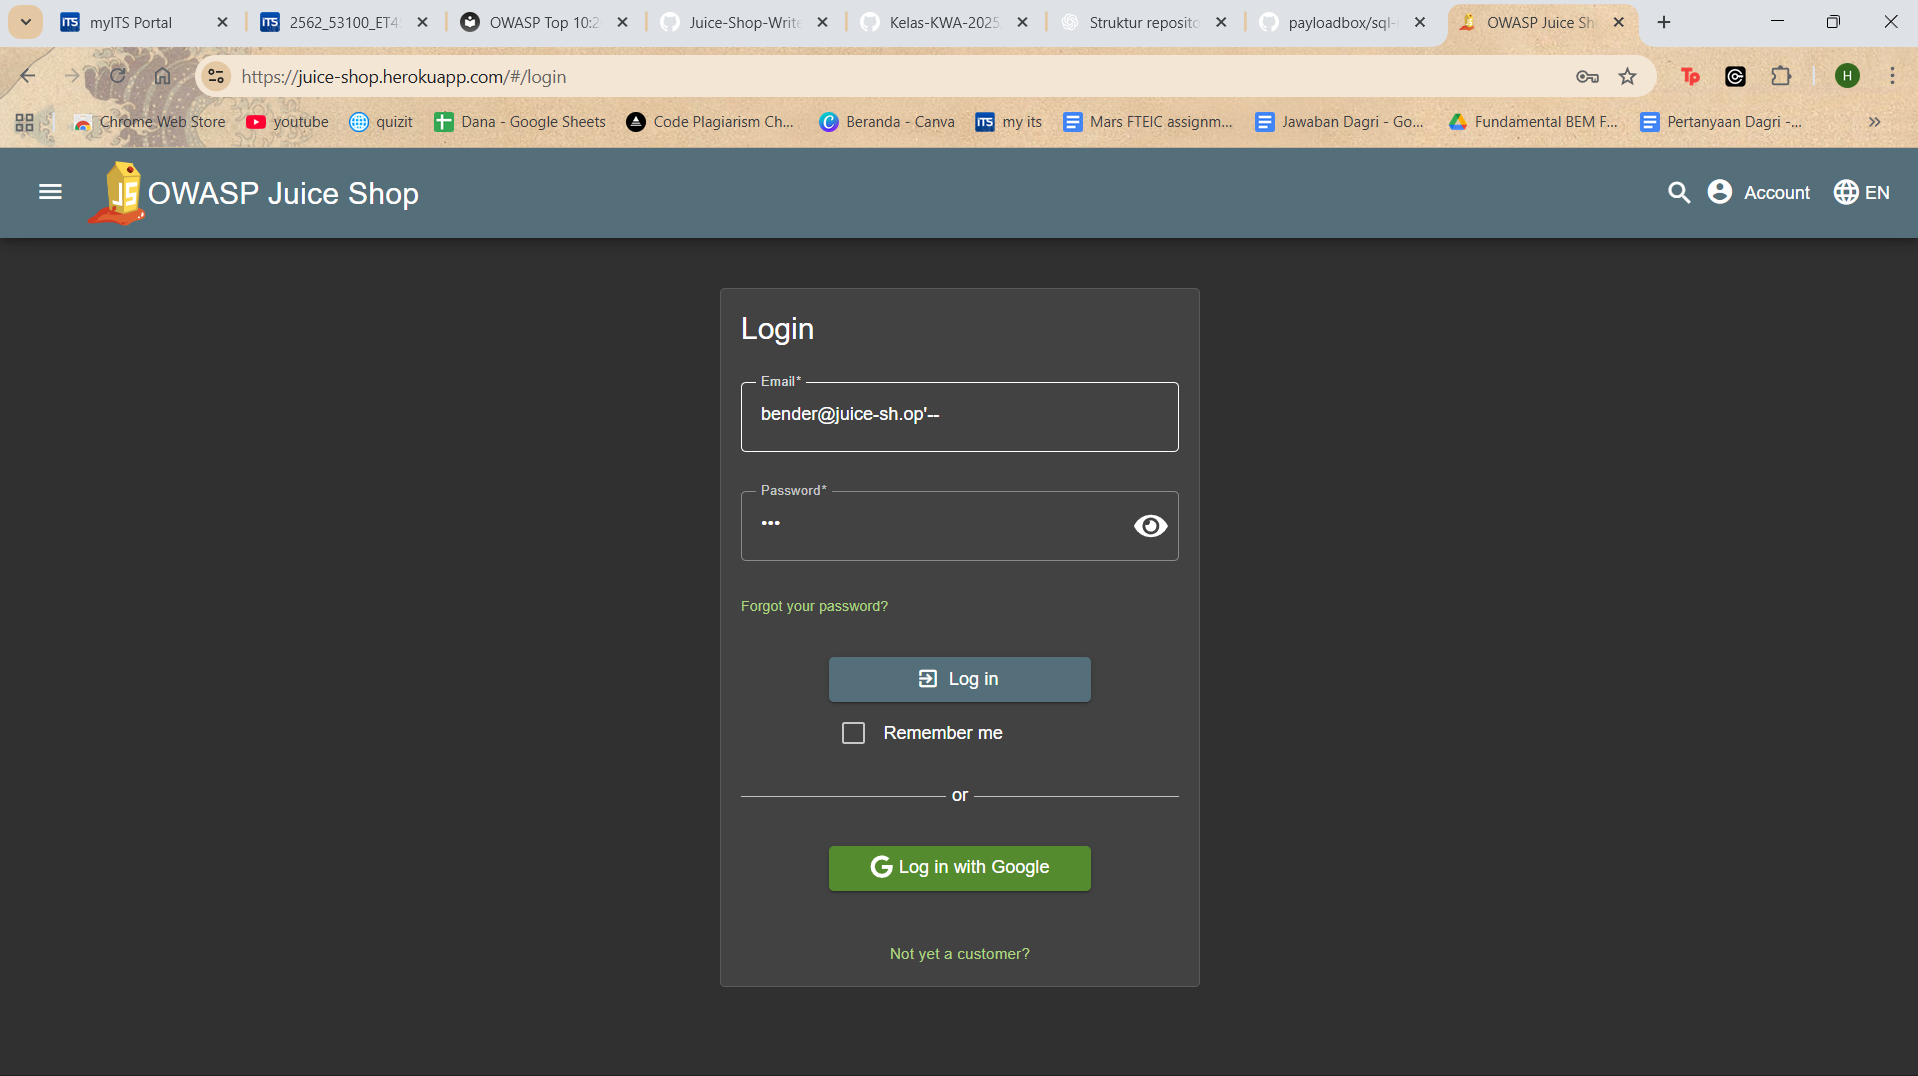 myITS Portal
ITS 2562_53100_ET4
OWASP Top 10:2
Juice-Shop-Write
Kelas-KWA-2025
Struktur reposito
payloadbox/sql-
OWASP Juice Sh
https://juice-shop.herokuapp.com/#/login
Tp
H
Chrome Web Store
youtube
quizit
Dana - Google Sheets
Code Plagiarism Ch...
Beranda - Canva
ITS my its
Mars FTEIC assignm...
Jawaban Dagri - Go...
Fundamental BEM F...
Pertanyaan Dagri -...
OWASP Juice Shop
Account
EN
Login
Email*
bender@juice-sh.op'--
Password*
•••
Forgot your password?
Log in
Remember me
or
G Log in with Google
Not yet a customer?